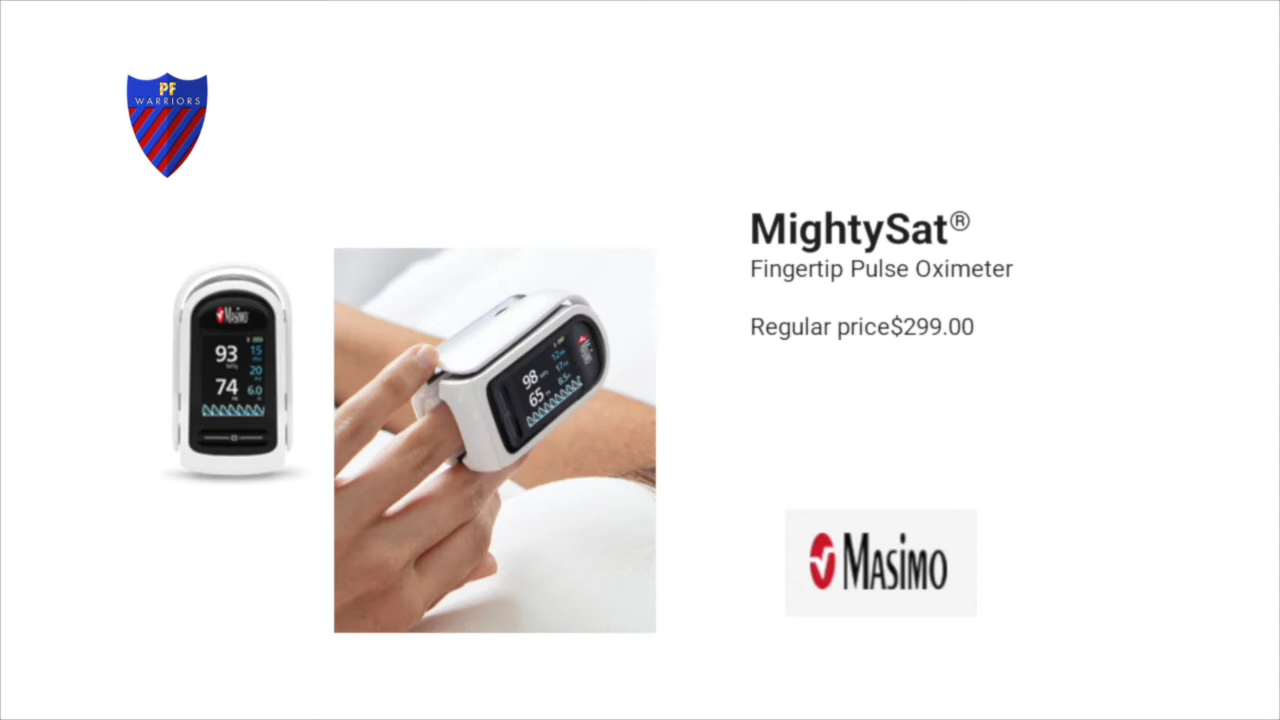 PF
WARRIORS
MightySat®
Fingertip Pulse Oximeter
Regular price$299.00
Masimo
93
15
74
20
6.0
98
65
MASIMO